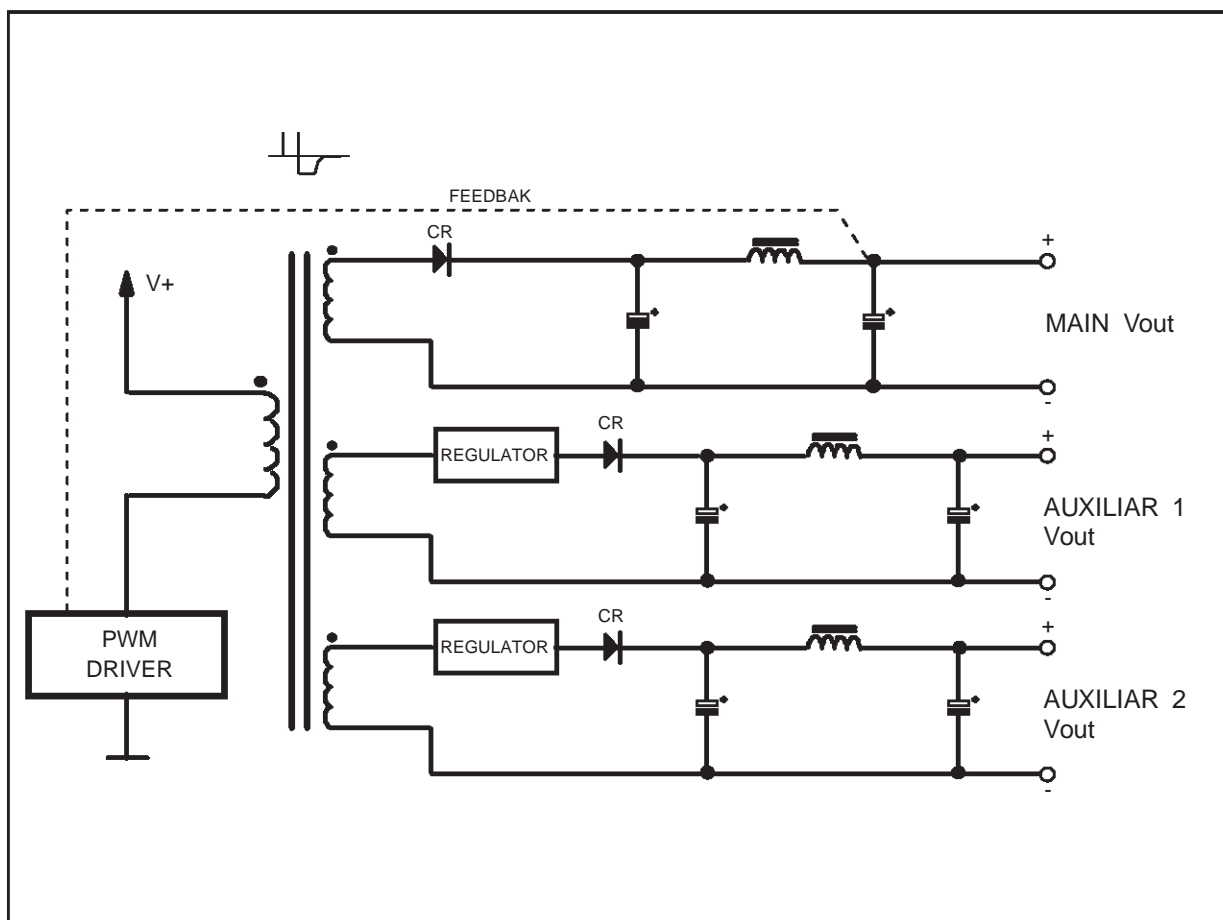 FEEDBAK
CR
+
V+
MAIN Vout
-
CR
+
REGULATOR
AUXILIAR 1
Vout
-
CR
+
PWM
DRIVER
REGULATOR
AUXILIAR 2
Vout
-